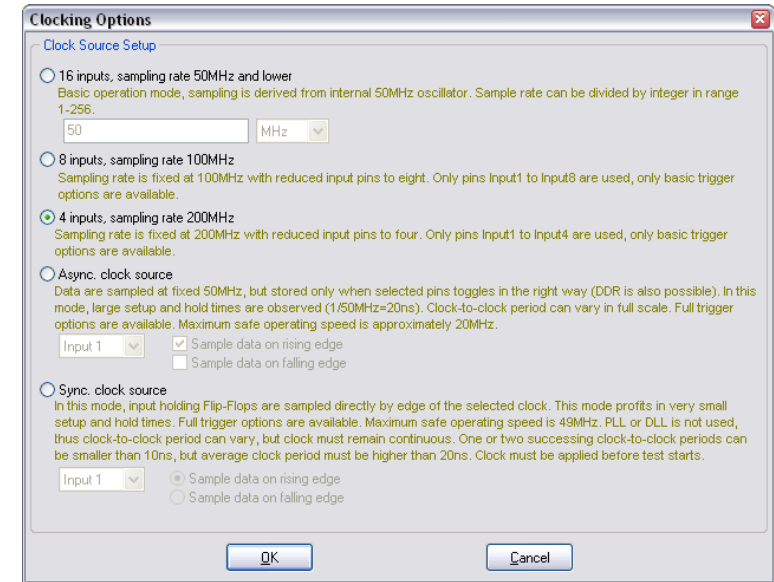 Clocking Options
Clock Source Setup
16 inputs, sampling rate 50MHz and lower
Basic operation mode, sampling is derived from internal 50MHz oscillator. Sample rate can be divided by integer in range
1-256.
50 MHz
8 inputs, sampling rate 100MHz
Sampling rate is fixed at 100MHz with reduced input pins to eight. Only pins Input1 to Input8 are used, only basic trigger
options are available.
4 inputs, sampling rate 200MHz
Sampling rate is fixed at 200MHz with reduced input pins to four. Only pins Input1 to Input4 are used, only basic trigger
options are available.
Async. clock source
Data are sampled at fixed 50MHz, but stored only when selected pins toggles in the right way (DDR is also possible). In this
mode, large setup and hold times are observed (1/50MHz=20ns). Clock-to-clock period can vary in full scale. Full trigger
options are available. Maximum safe operating speed is approximately 20MHz.
Input 1 Sample data on rising edge
Sample data on falling edge
Sync. clock source
In this mode, input holding Flip-Flops are sampled directly by edge of the selected clock. This mode profits in very small
setup and hold times. Full trigger options are available. Maximum safe operating speed is 49MHz. PLL or DLL is not used,
thus clock-to-clock period can vary, but clock must remain continuous. One or two successing clock-to-clock periods can
be smaller than 10ns, but average clock period must be higher than 20ns. Clock must be applied before test starts.
Input 1 Sample data on rising edge
Sample data on falling edge
OK Cancel